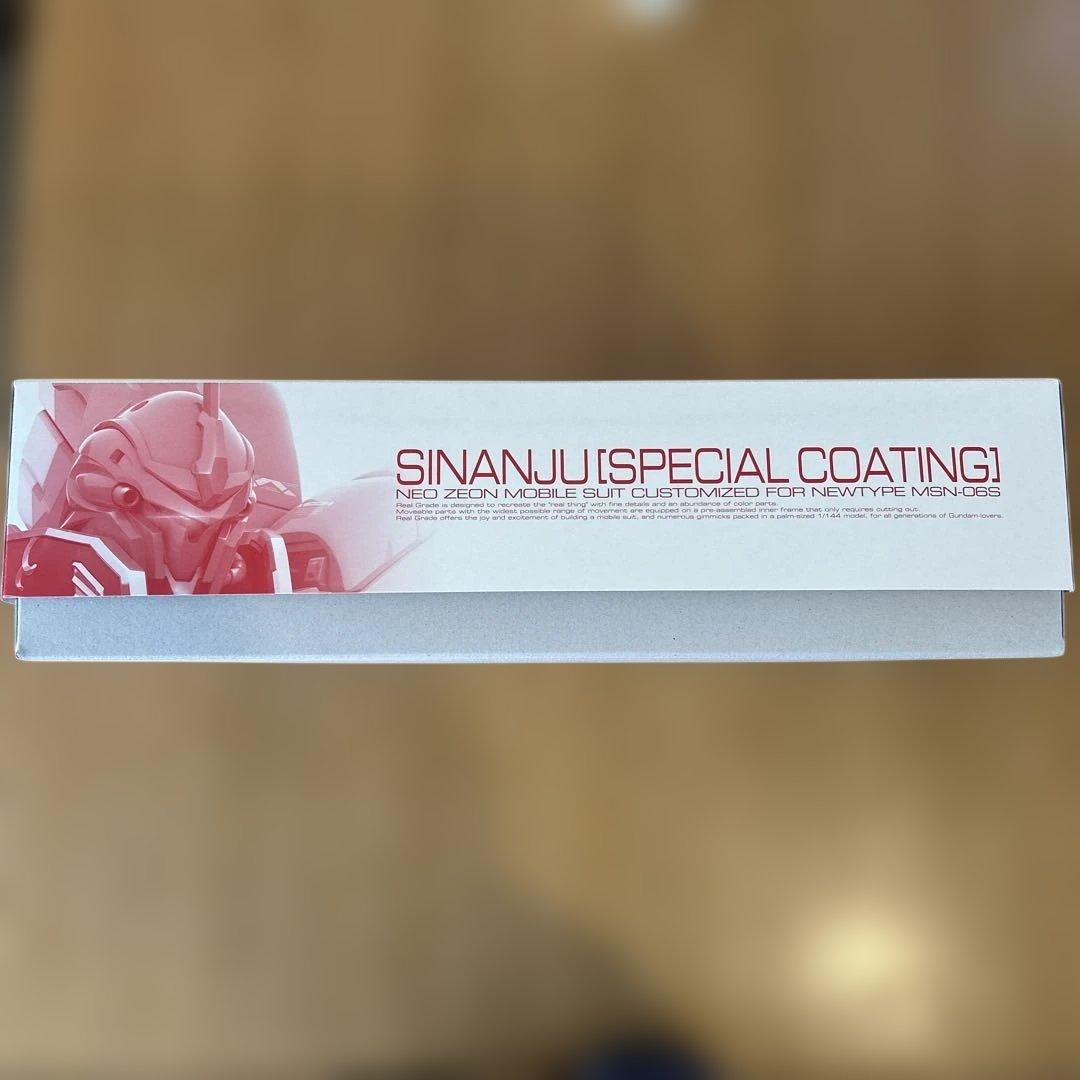 SINANJU[SPECIAL COATING]
NEO ZEON MOBILE SUIT CUSTOMIZED FOR NEWTYPE MSN-06S
Real Grade is designed to recreate the "real thing" with fine details and an abundance of color parts.
Moveable parts with the widest possible range of movement are equipped on a pre-assembled inner frame that only requires cutting out.
Real Grade offers the joy and excitement of building a mobile suit, and numerous gimmicks packed in a palm-sized 1/144 model, for all generations of Gundam-lovers.